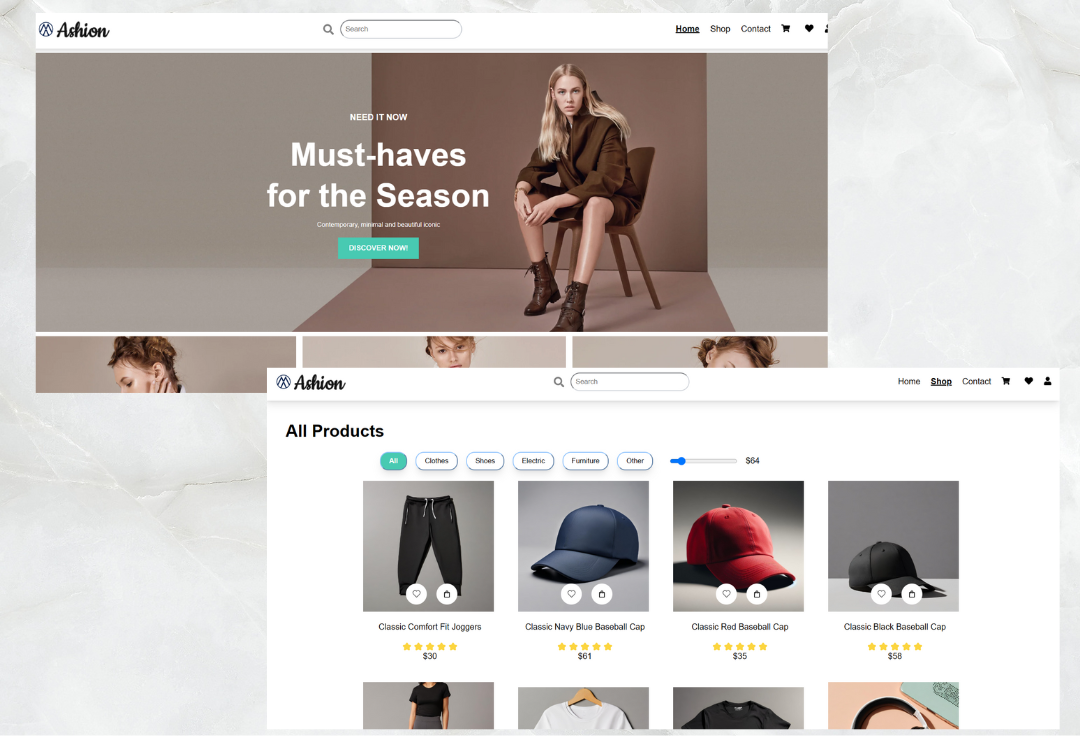 Ashion
Search
Home Shop Contact
NEED IT NOW
Must-haves
for the Season
Contemporary, minimal and beautiful iconic
DISCOVER NOW!
Ashion
Search
Home Shop Contact
All Products
All Clothes Shoes Electric Furniture Other $64
Classic Comfort Fit Joggers
$30
Classic Navy Blue Baseball Cap
$61
Classic Red Baseball Cap
$35
Classic Black Baseball Cap
$58